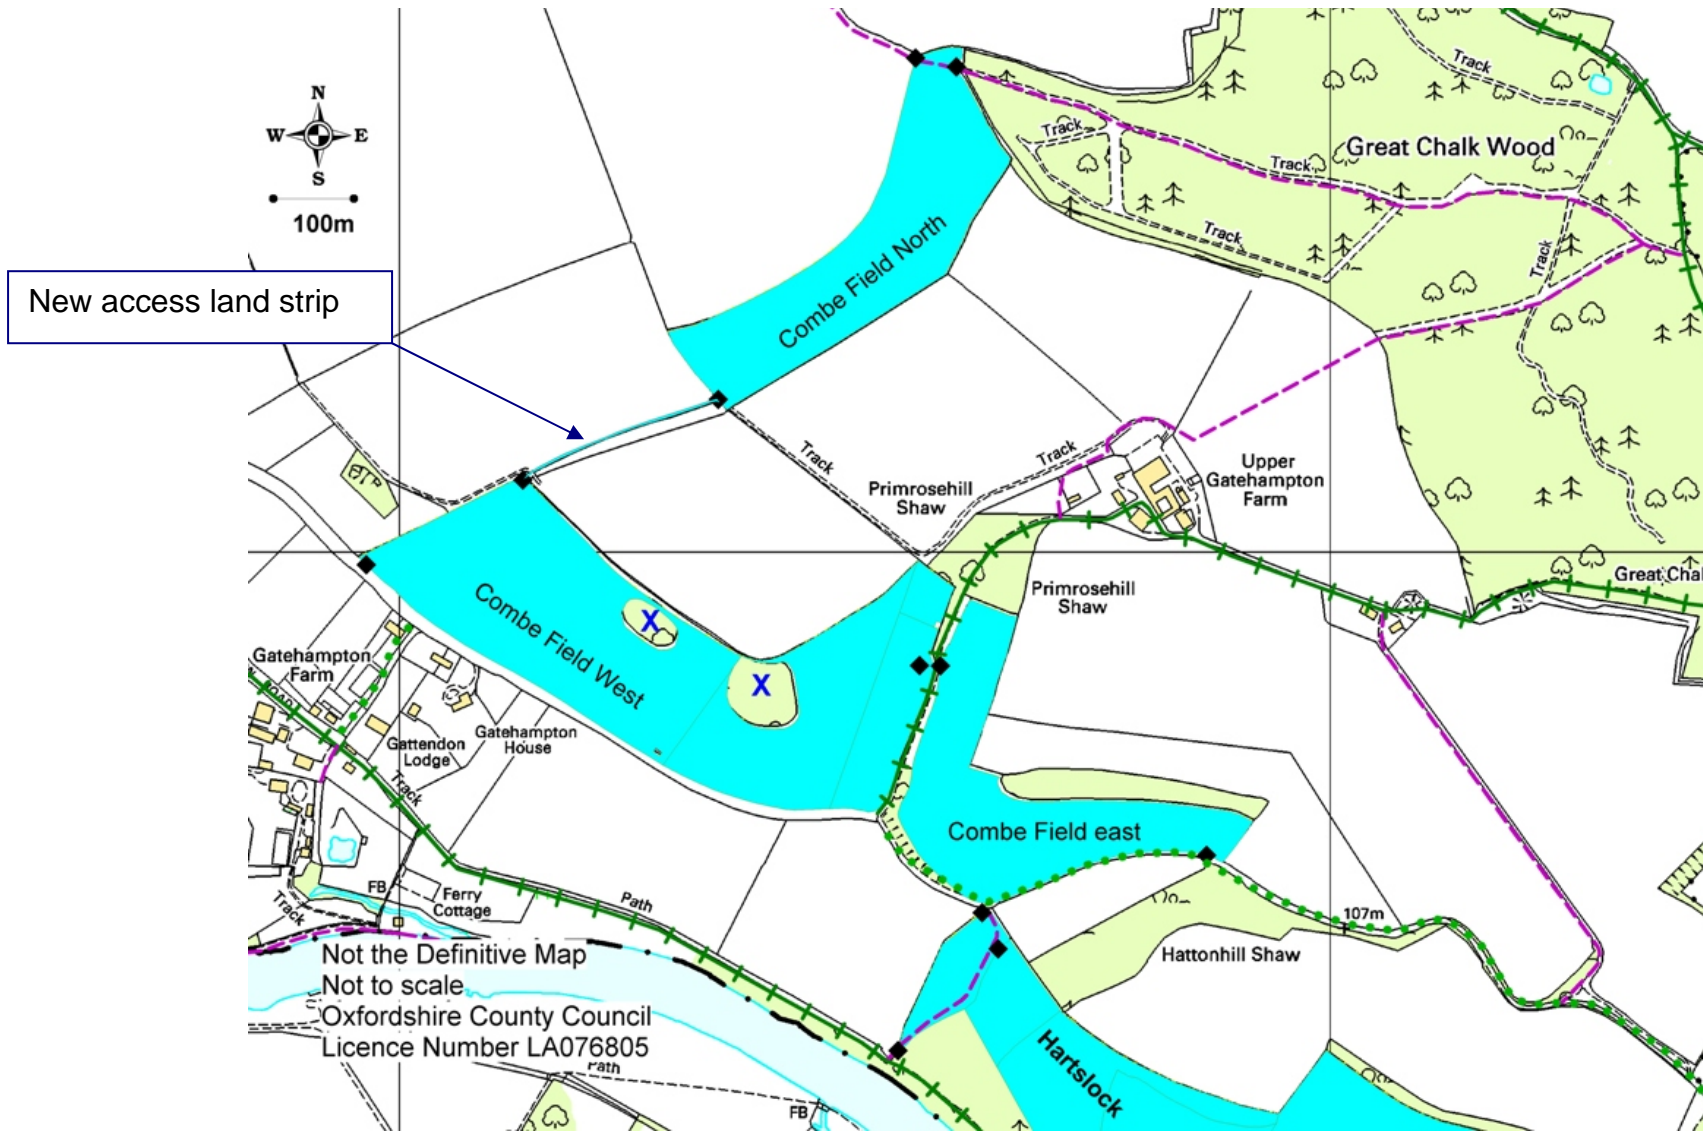 Track
N
W E
S
100m
Great Chalk Wood
Track
Track
Track
Track
Combe Field North
New access land strip
Track
Track
Primrosehill
Shaw
Upper
Gatehampton
Farm
Great Chal
Primrosehill
Shaw
Combe Field West
X
X
Gatehampton
Farm
ROAD
Gattendon
Lodge
Gatehampton
House
Track
Combe Field east
FB
Ferry
Cottage
Path
Track
107m
Hattonhill Shaw
Not the Definitive Map
Not to scale
Oxfordshire County Council
Licence Number LA076805
Path
Hartslock
FB